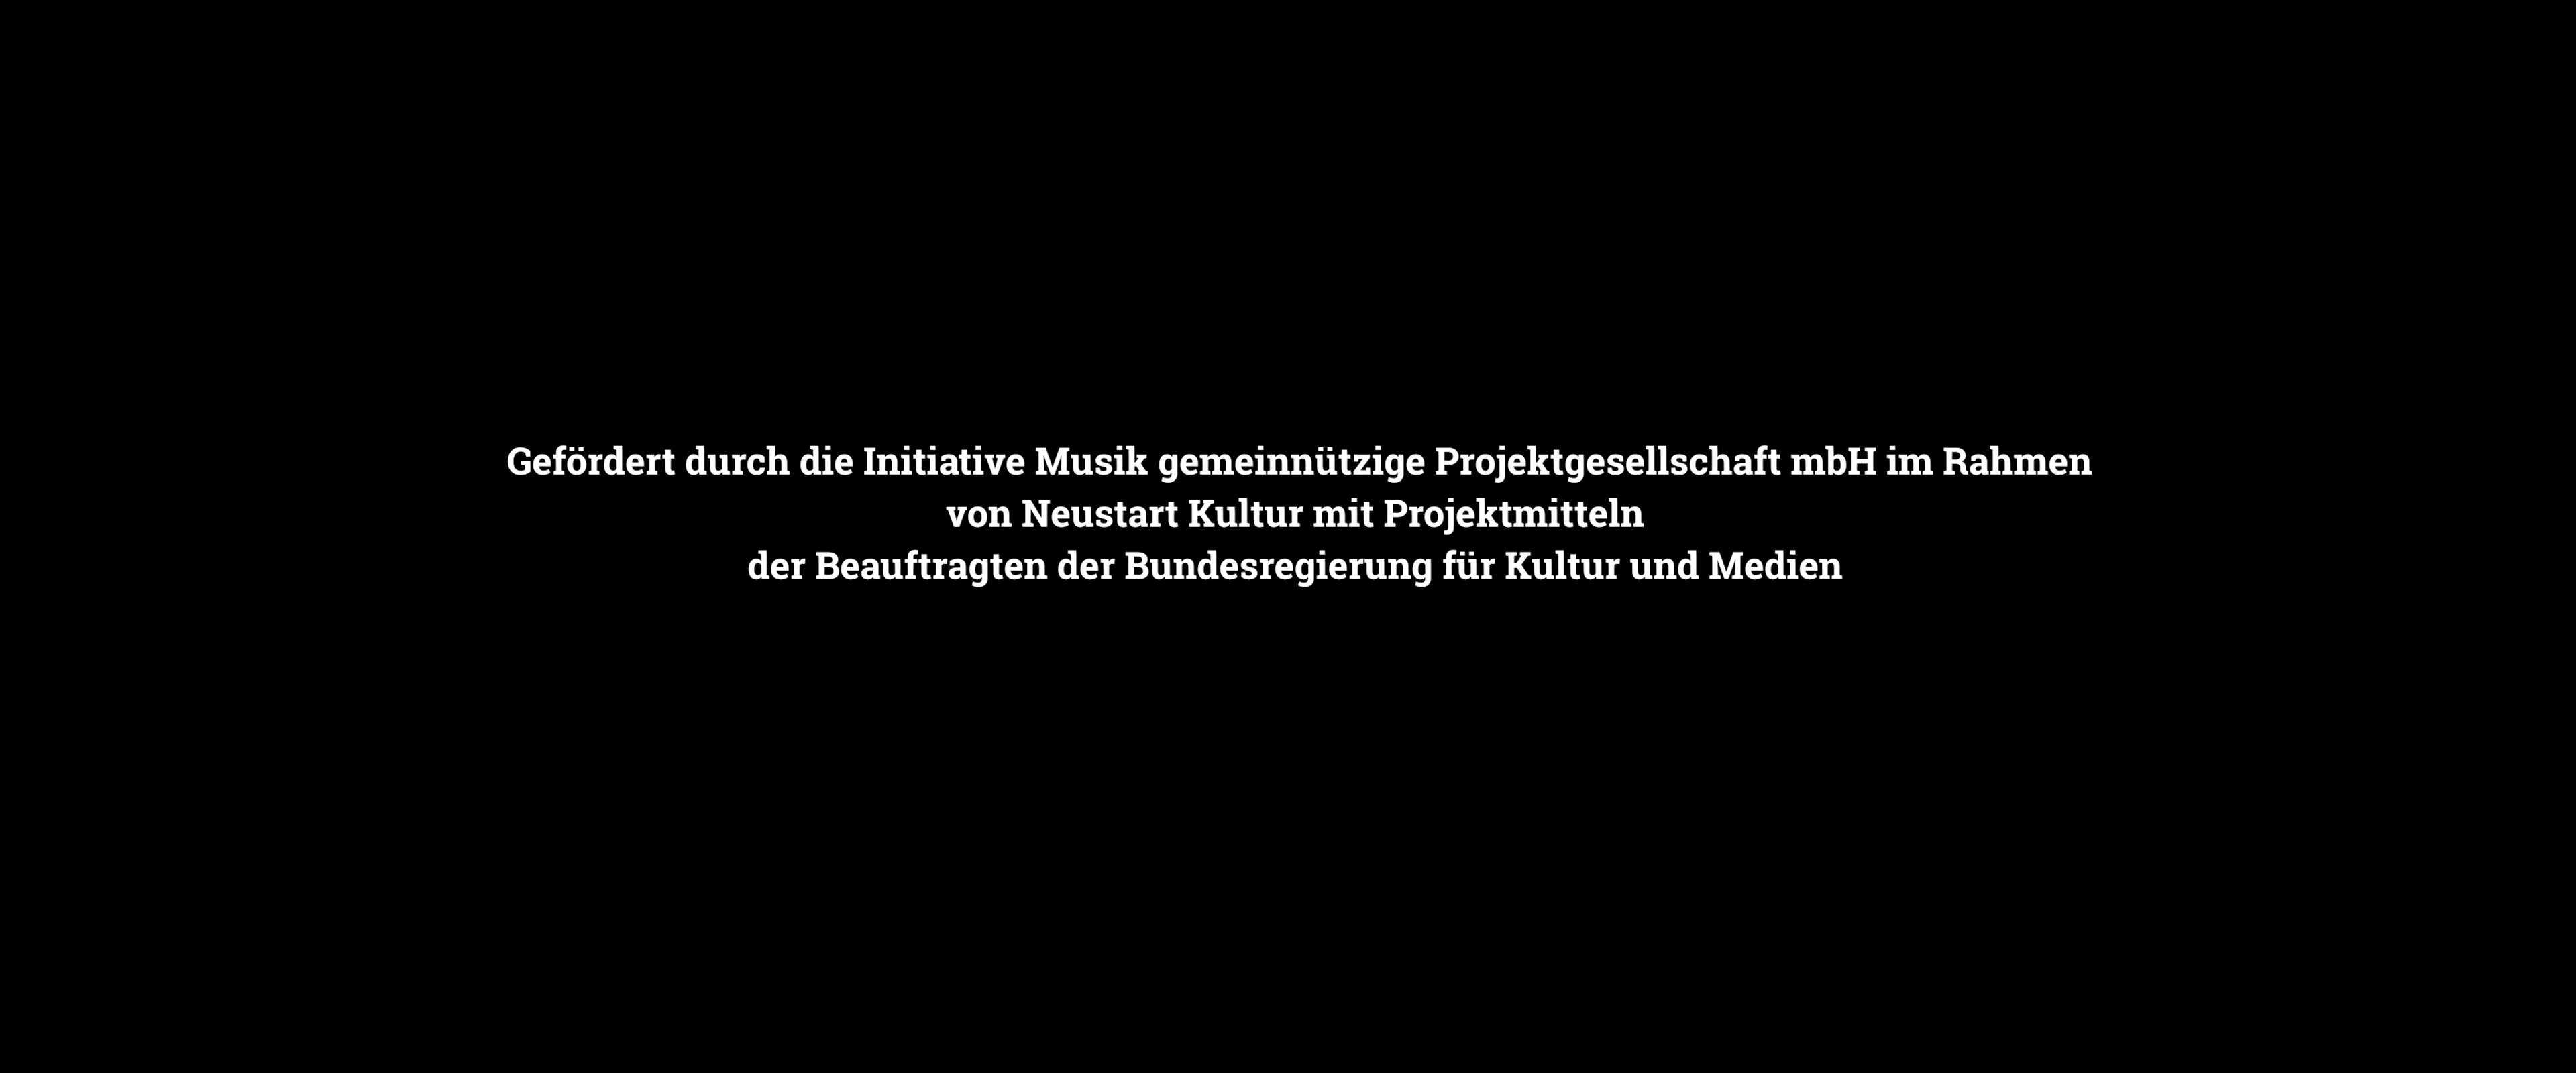 Gefördert durch die Initiative Musik gemeinnützige Projektgesellschaft mbH im Rahmen
von Neustart Kultur mit Projektmitteln
der Beauftragten der Bundesregierung für Kultur und Medien